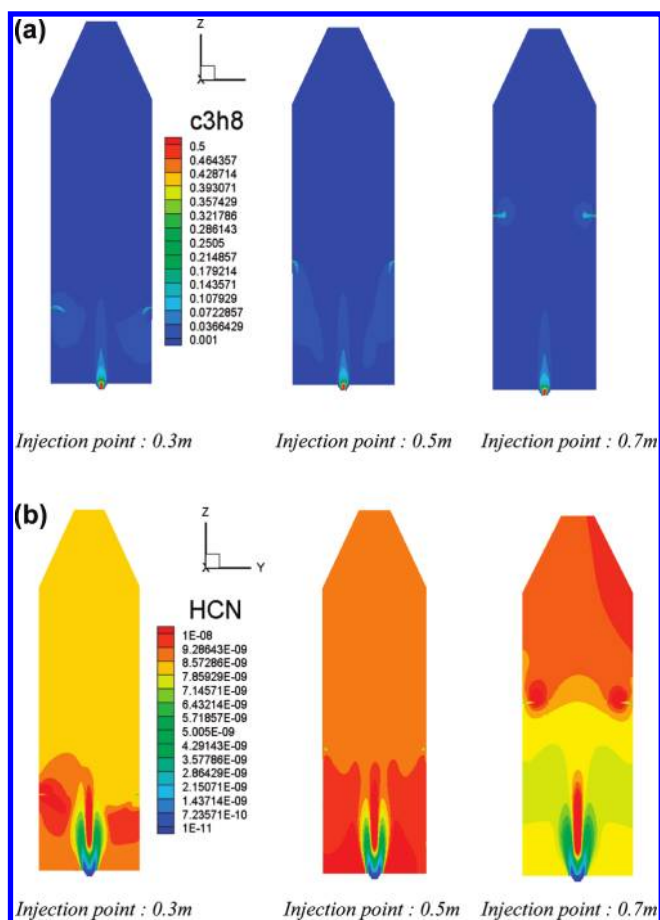 (a)
Z
X
c3h8
0.5
0.464357
0.428714
0.393071
0.357429
0.321786
0.286143
0.2505
0.214857
0.179214
0.143571
0.107929
0.0722857
0.0366429
0.001
Injection point : 0.3m
Injection point : 0.5m
Injection point : 0.7m
(b)
Z
X
Y
HCN
1E-08
9.28643E-09
8.57286E-09
7.85929E-09
7.14571E-09
6.43214E-09
5.71857E-09
5.005E-09
4.29143E-09
3.57786E-09
2.86429E-09
2.15071E-09
1.43714E-09
7.23571E-10
1E-11
Injection point : 0.3m
Injection point : 0.5m
Injection point : 0.7m